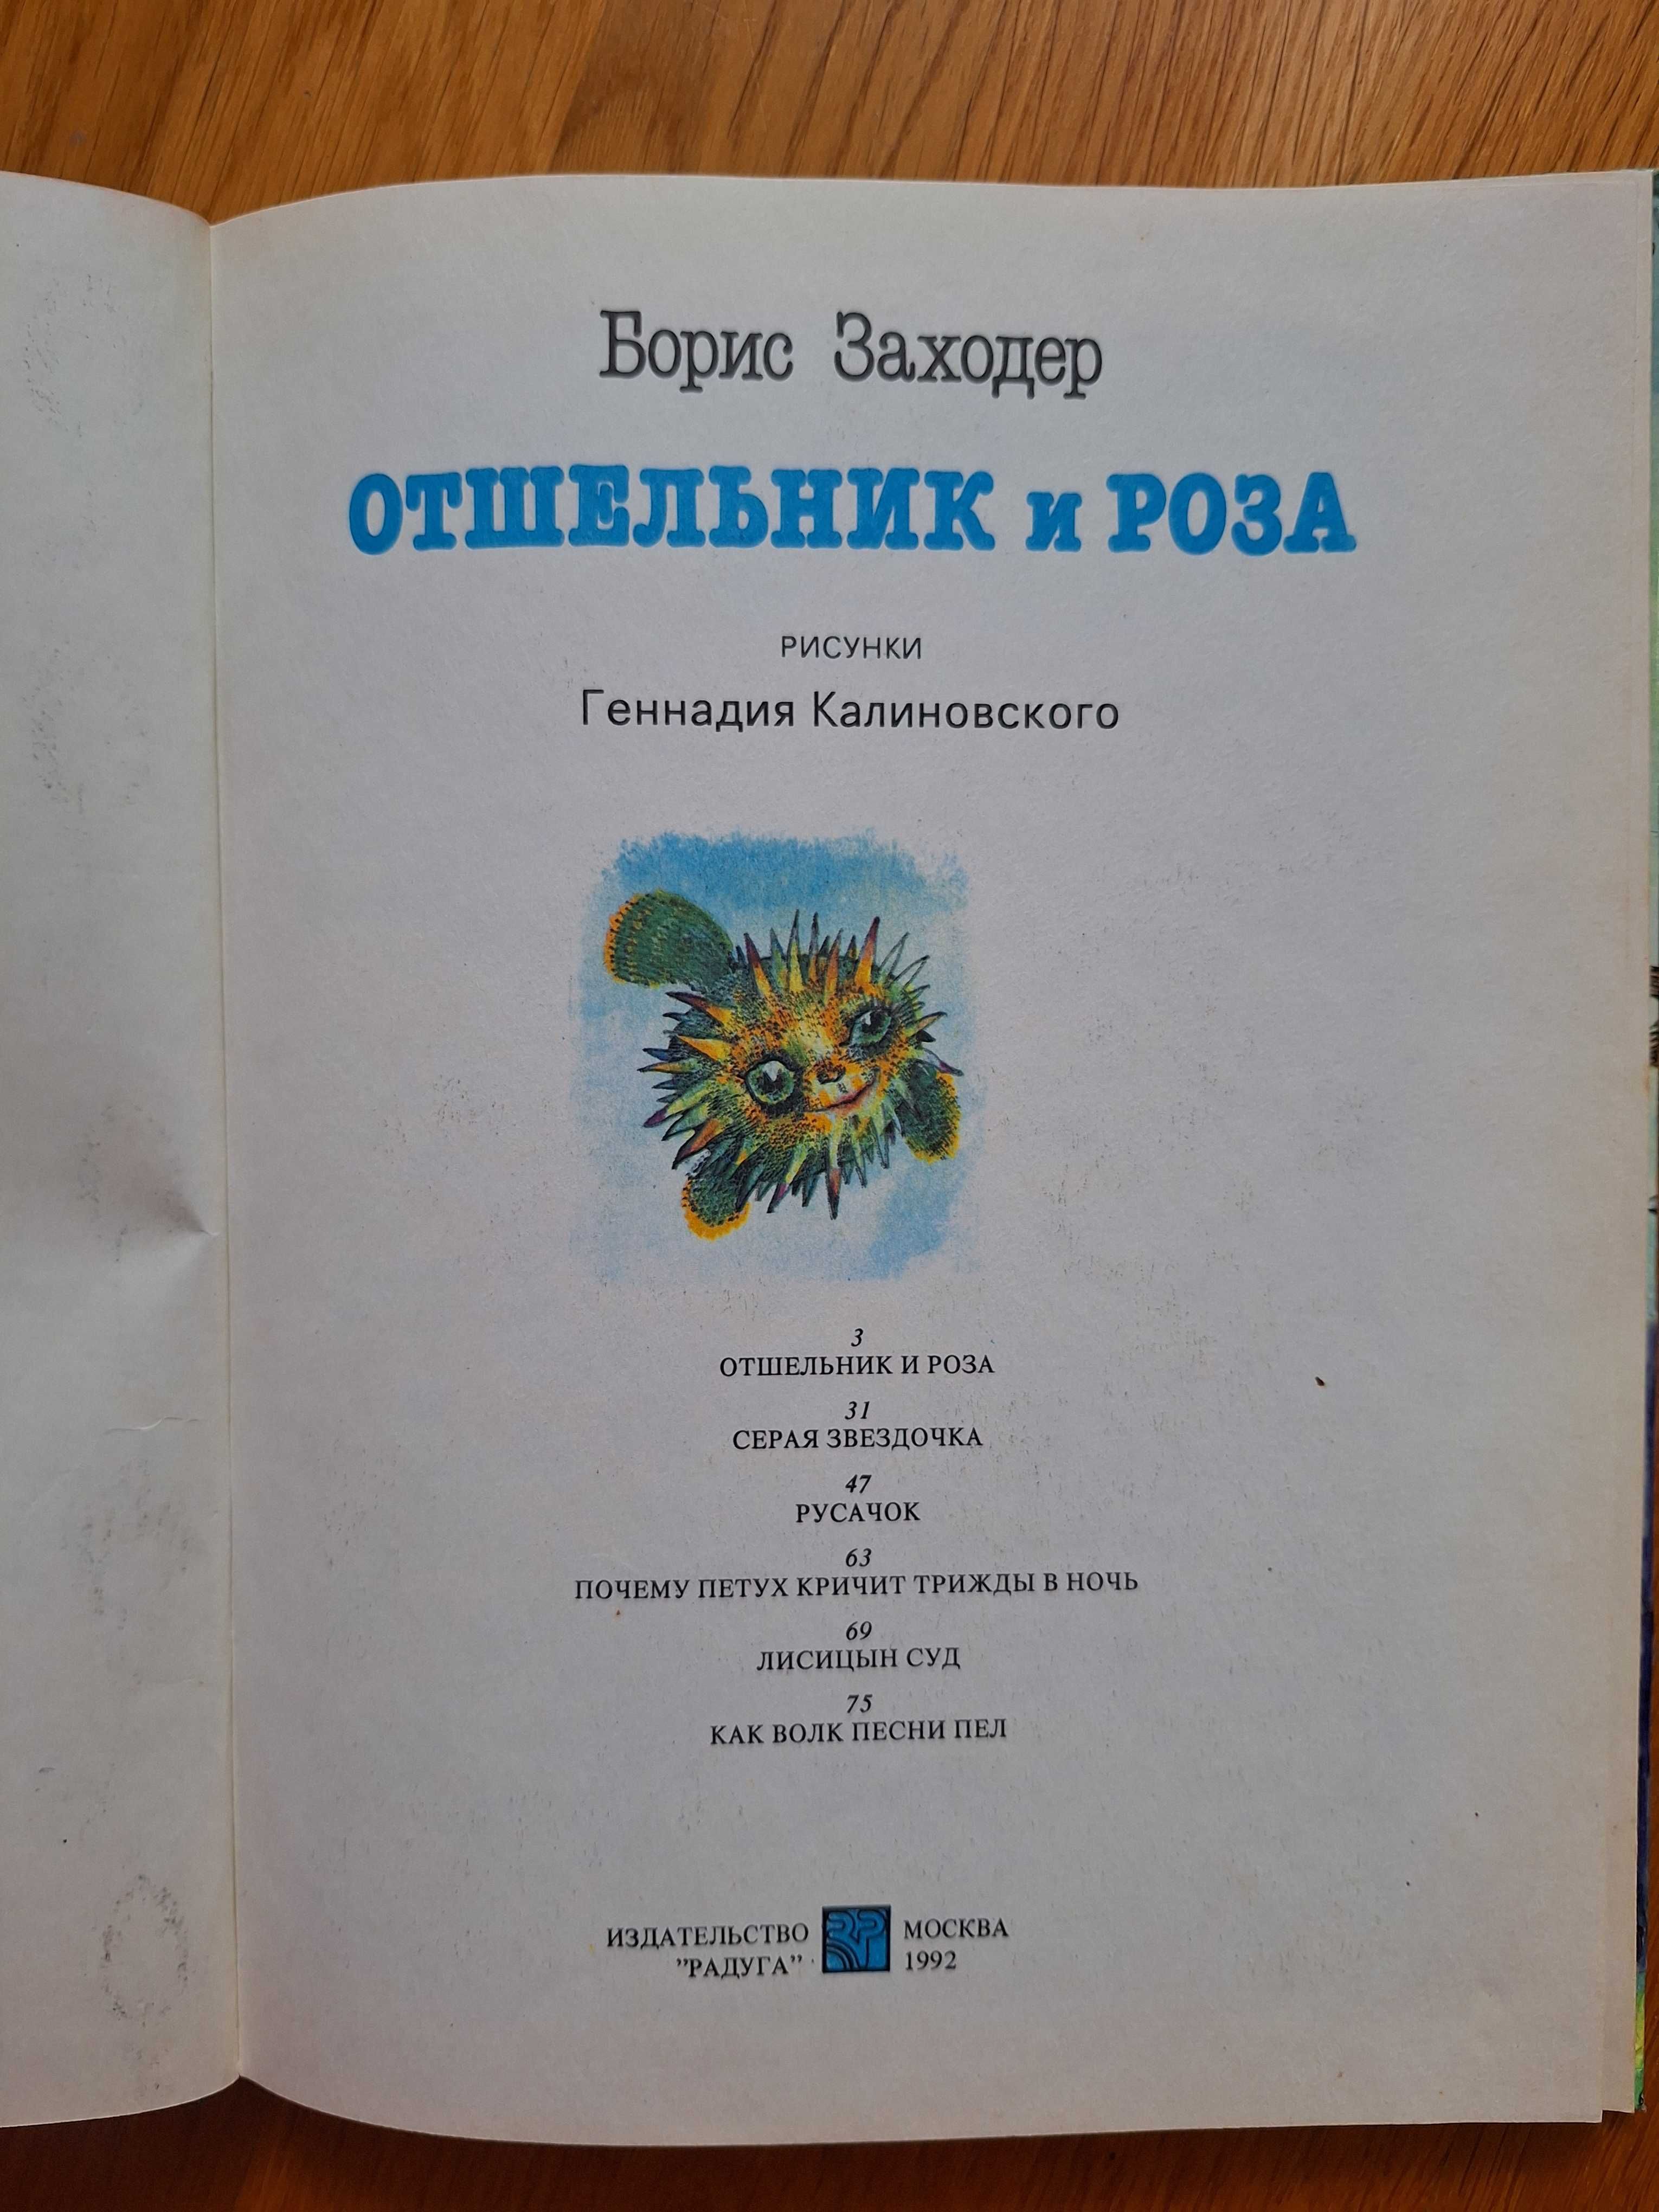 Борис Заходер
ОТШЕЛЬНИК и РОЗА
РИСУНКИ
Геннадия Калиновского
3
ОТШЕЛЬНИК И РОЗА
31
СЕРАЯ ЗВЕЗДОЧКА
47
РУСАЧОК
63
ПОЧЕМУ ПЕТУХ КРИЧИТ ТРИЖДЫ В НОЧЬ
69
ЛИСИЦЫН СУД
75
КАК ВОЛК ПЕСНИ ПЕЛ
ИЗДАТЕЛЬСТВО МОСКВА
"РАДУГА" 1992